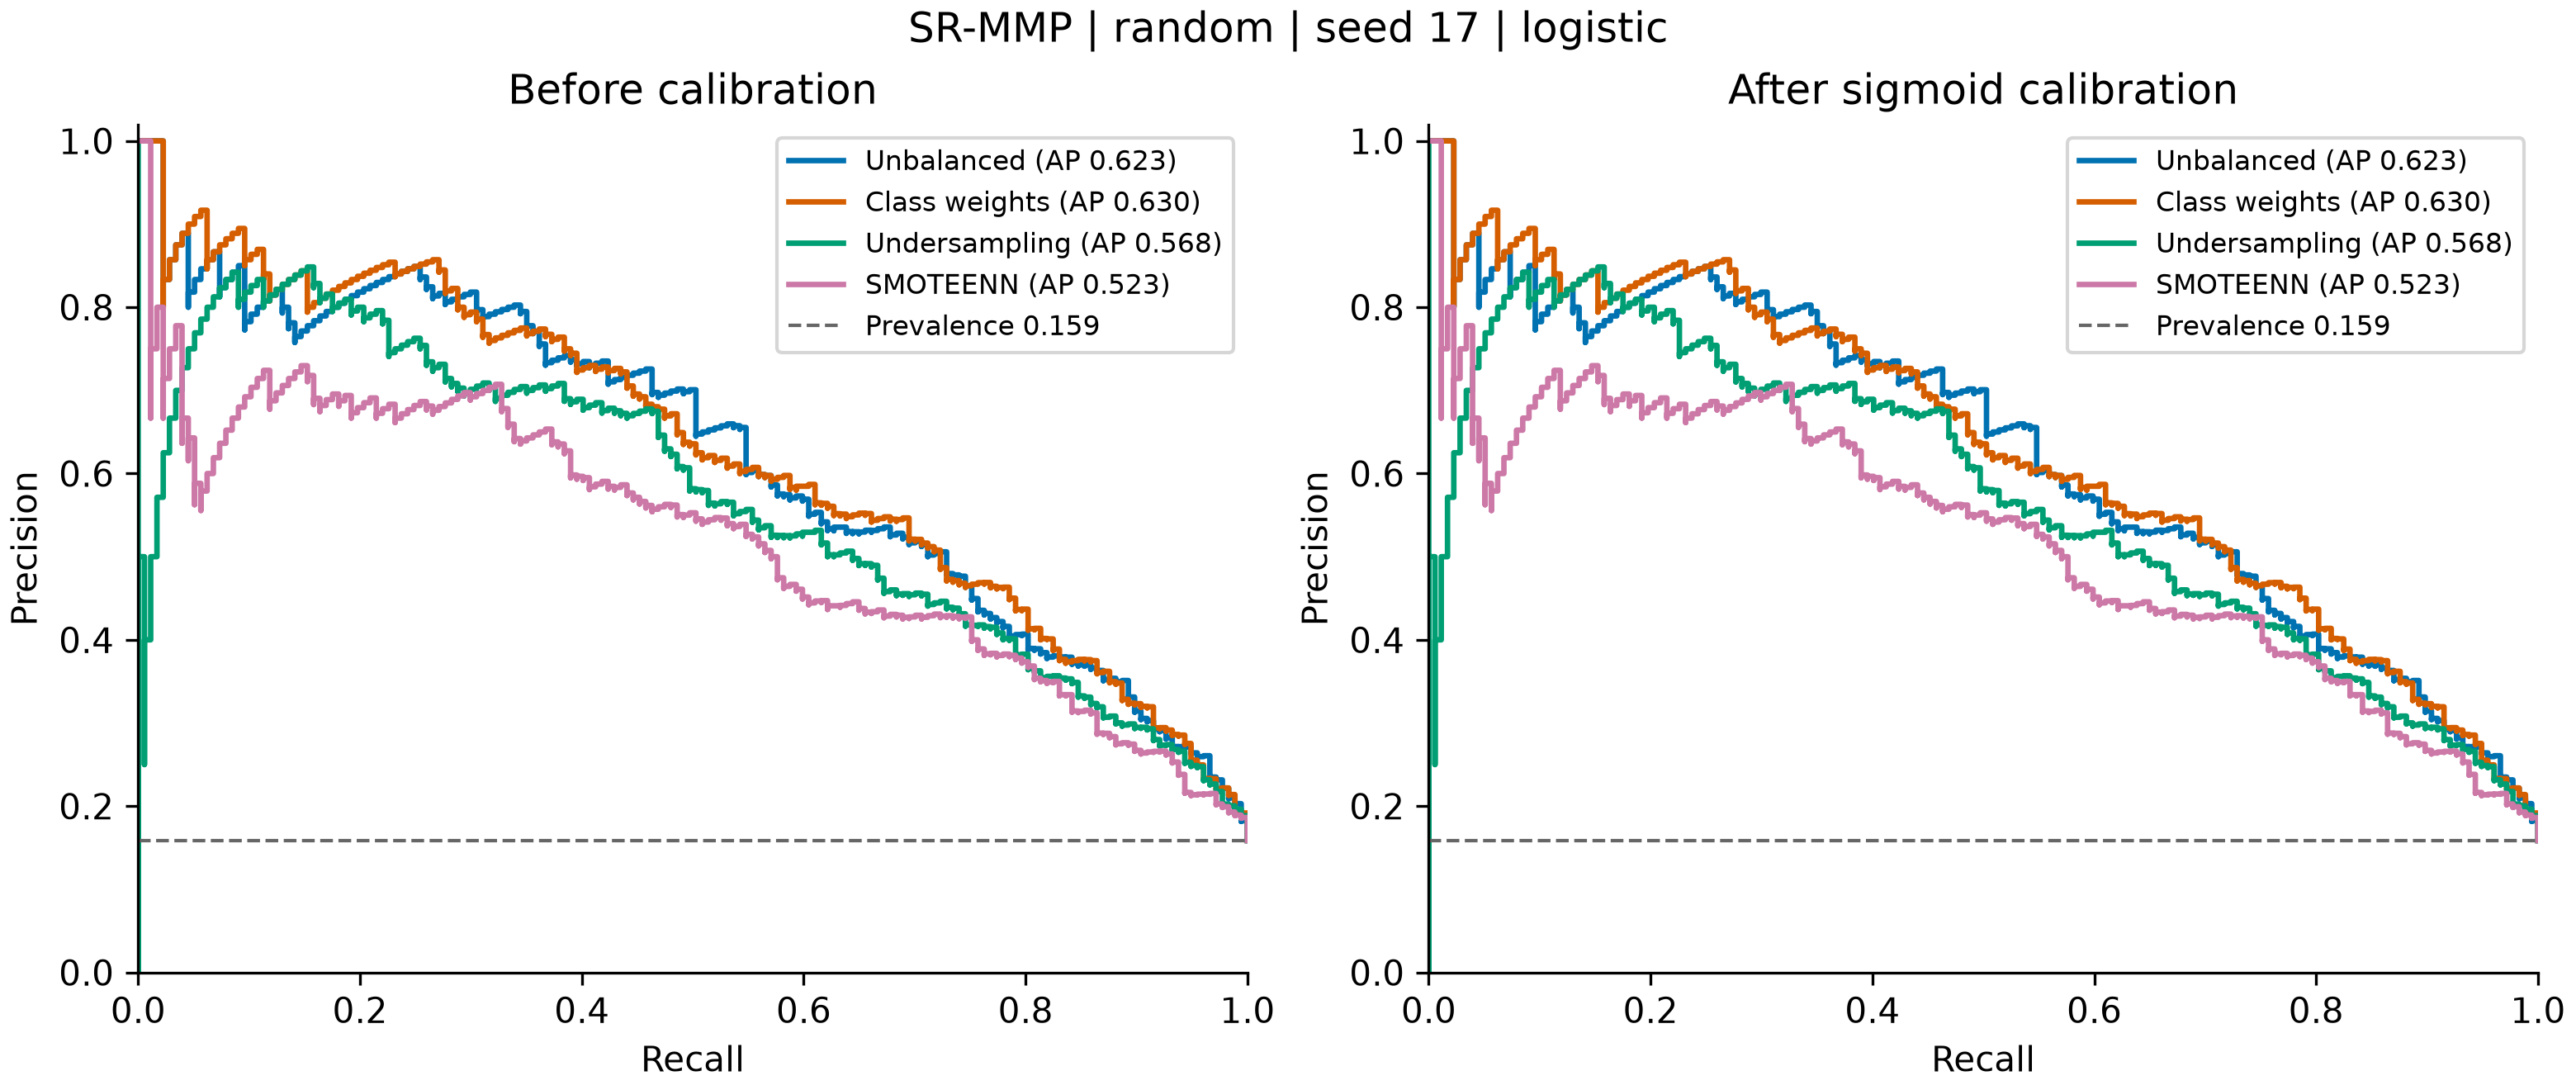 SR-MMP | random | seed 17 | logistic
Before calibration
Precision
1.0
0.8
0.6
0.4
0.2
0.0
Unbalanced (AP 0.623)
Class weights (AP 0.630)
Undersampling (AP 0.568)
SMOTEENN (AP 0.523)
Prevalence 0.159
0.0 0.2 0.4 0.6 0.8 1.0
Recall
After sigmoid calibration
Precision
1.0
0.8
0.6
0.4
0.2
0.0
Unbalanced (AP 0.623)
Class weights (AP 0.630)
Undersampling (AP 0.568)
SMOTEENN (AP 0.523)
Prevalence 0.159
0.0 0.2 0.4 0.6 0.8 1.0
Recall